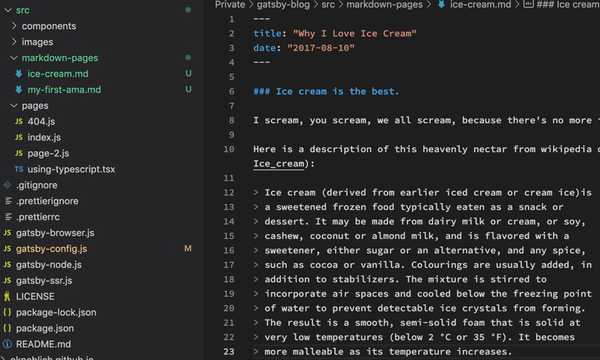 src
components
images
markdown-pages
ice-cream.md U
my-first-ama.md U
pages
404.js
index.js
page-2.js
using-typescript.tsx
.gitignore
.prettierignore
.prettierrc
gatsby-browser.js
gatsby-config.js M
gatsby-node.js
gatsby-ssr.js
LICENSE
package-lock.json
package.json
Private > gatsby-blog > src > markdown-pages > ice-cream.md > ### Ice cream
1 ---
2 title: "Why I Love Ice Cream"
3 date: "2017-08-10"
4 ---
5
6 ### Ice cream is the best.
7
8 I scream, you scream, we all scream, because there's no more
9
10 Here is a description of this heavenly nectar from wikipedia
Ice_cream):
11
12 > Ice cream (derived from earlier iced cream or cream ice)is
13 > a sweetened frozen food typically eaten as a snack or
14 > dessert. It may be made from dairy milk or cream, or soy,
15 > cashew, coconut or almond milk, and is flavored with a
16 > sweetener, either sugar or an alternative, and any spice,
17 > such as cocoa or vanilla. Colourings are usually added, in
18 > addition to stabilizers. The mixture is stirred to
19 > incorporate air spaces and cooled below the freezing point
20 > of water to prevent detectable ice crystals from forming.
21 > The result is a smooth, semi-solid foam that is solid at
22 > very low temperatures (below 2 °C or 35 °F). It becomes
23 > more malleable as its temperature increases.